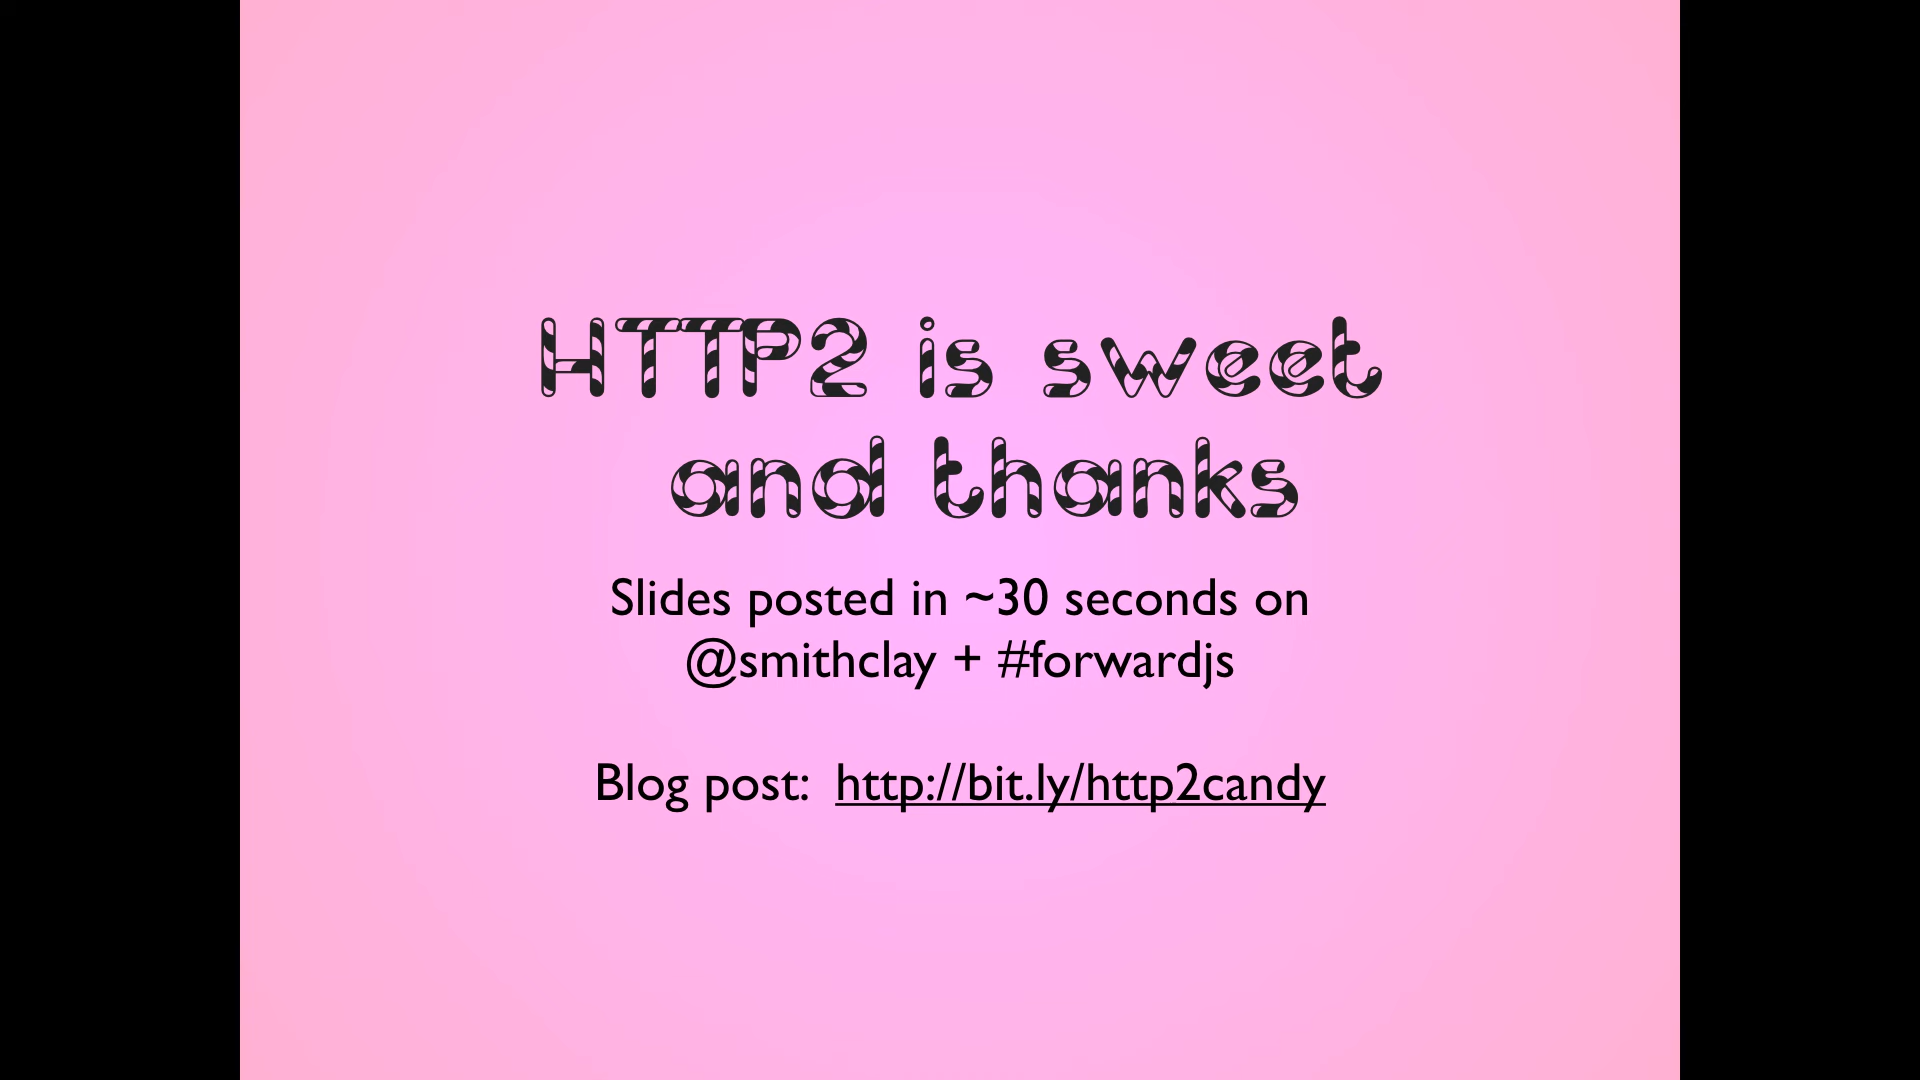 HTTP2 is sweet
and thanks
Slides posted in ~30 seconds on
@smithclay + #forwardjs
Blog post: http://bit.ly/http2candy